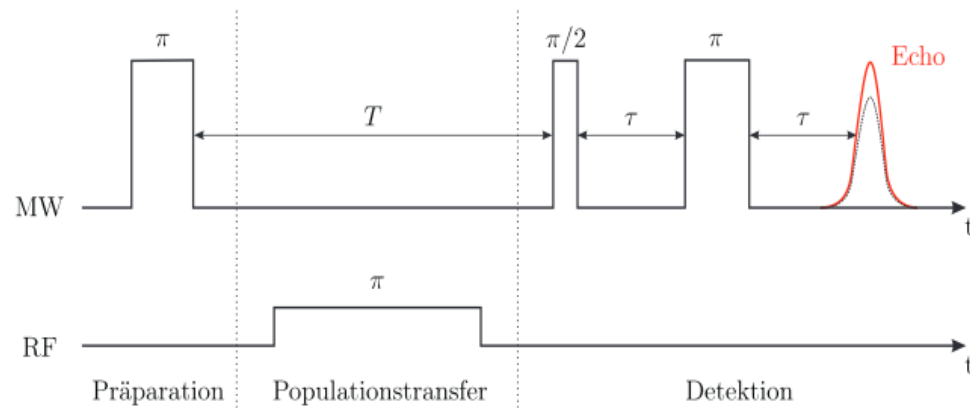 π π/2 π Echo
T τ τ
MW
t
π
RF
t
Präparation Populationstransfer Detektion